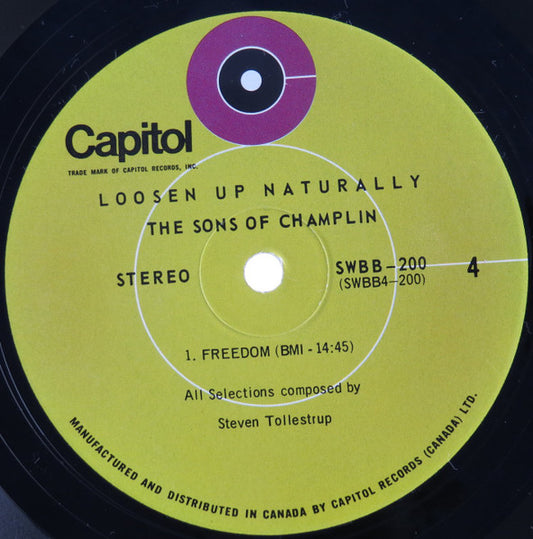 Capitol
TRADE MARK OF CAPITOL RECORDS, INC.
LOOSEN UP NATURALLY
THE SONS OF CHAMPLIN
STEREO
SWBB-200
(SWBB4-200)
4
1. FREEDOM (BMI - 14:45)
All Selections composed by
Steven Tollestrup
MANUFACTURED AND DISTRIBUTED IN CANADA BY CAPITOL RECORDS (CANADA) LTD.